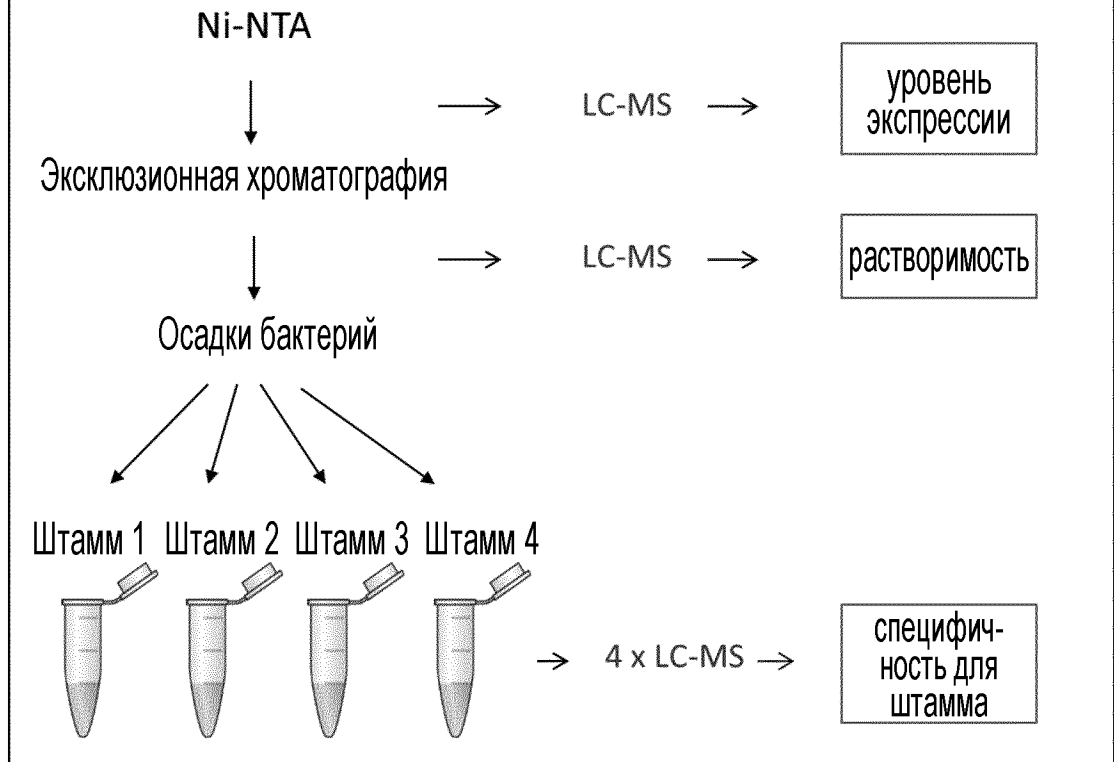 Ni-NTA
LC-MS
уровень
экспрессии
Эксклюзионная хроматография
LC-MS
растворимость
Осадки бактерий
Штамм 1 Штамм 2 Штамм 3 Штамм 4
4 x LC-MS
специфич-
ность для
штамма